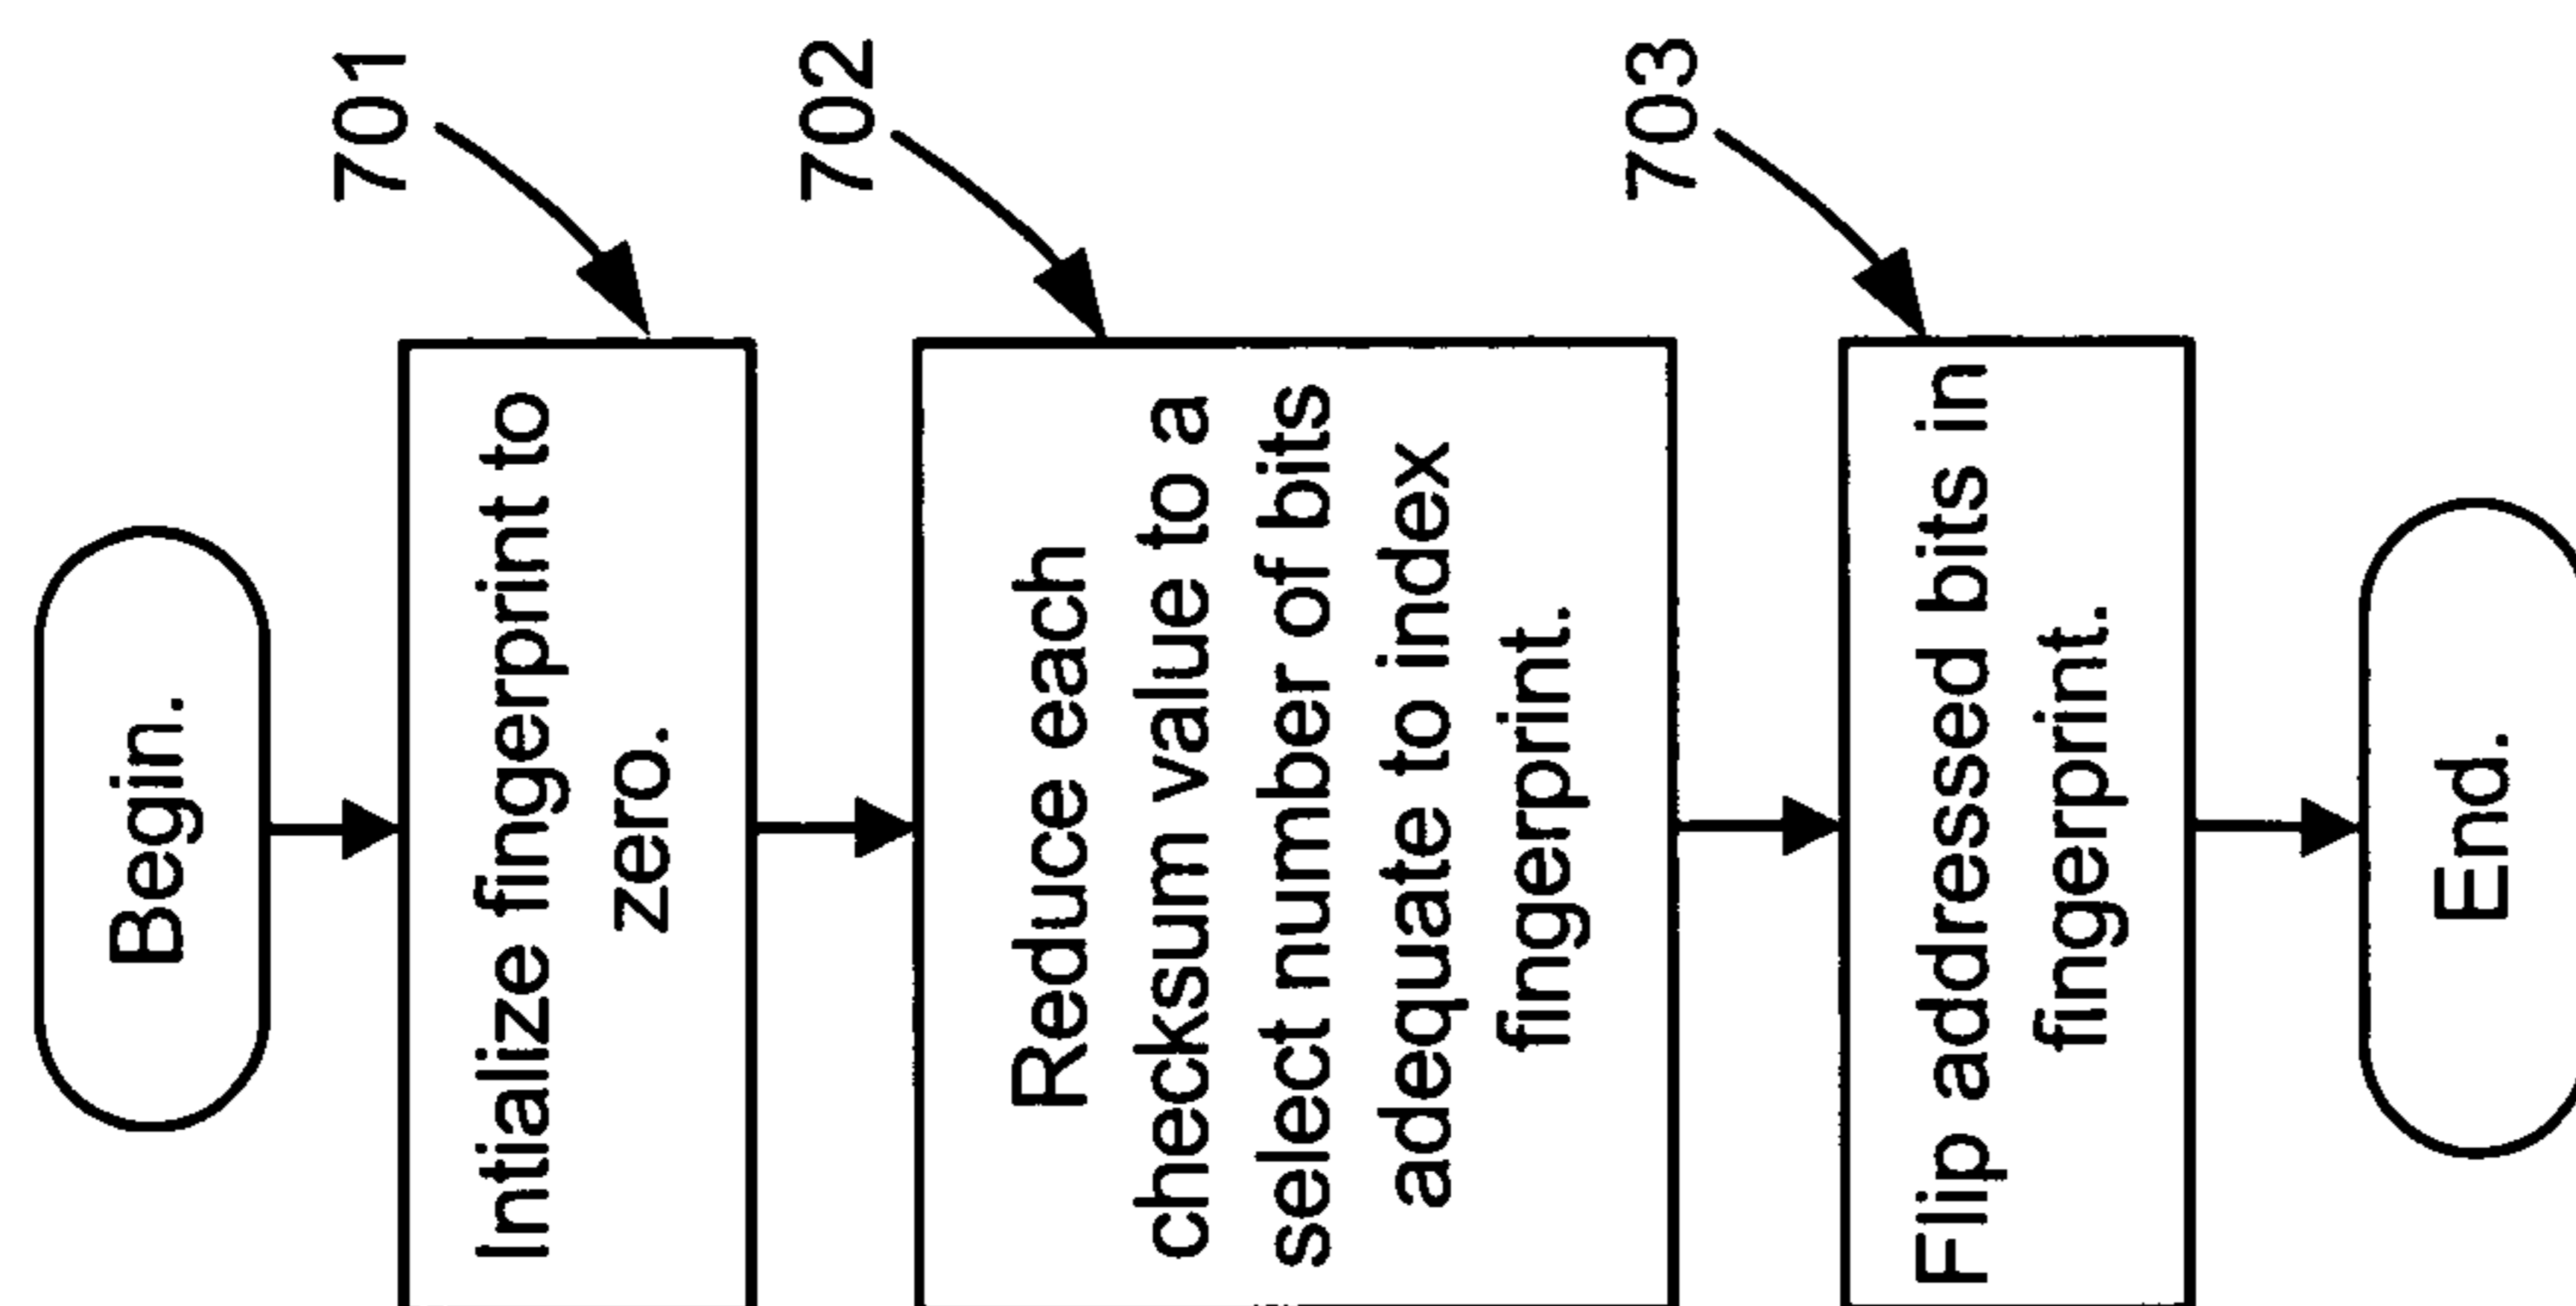 Begin.
701
Intialize fingerprint to
zero.
702
Reduce each
checksum value to a
select number of bits
adequate to index
fingerprint.
703
Flip addressed bits in
fingerprint.
End.